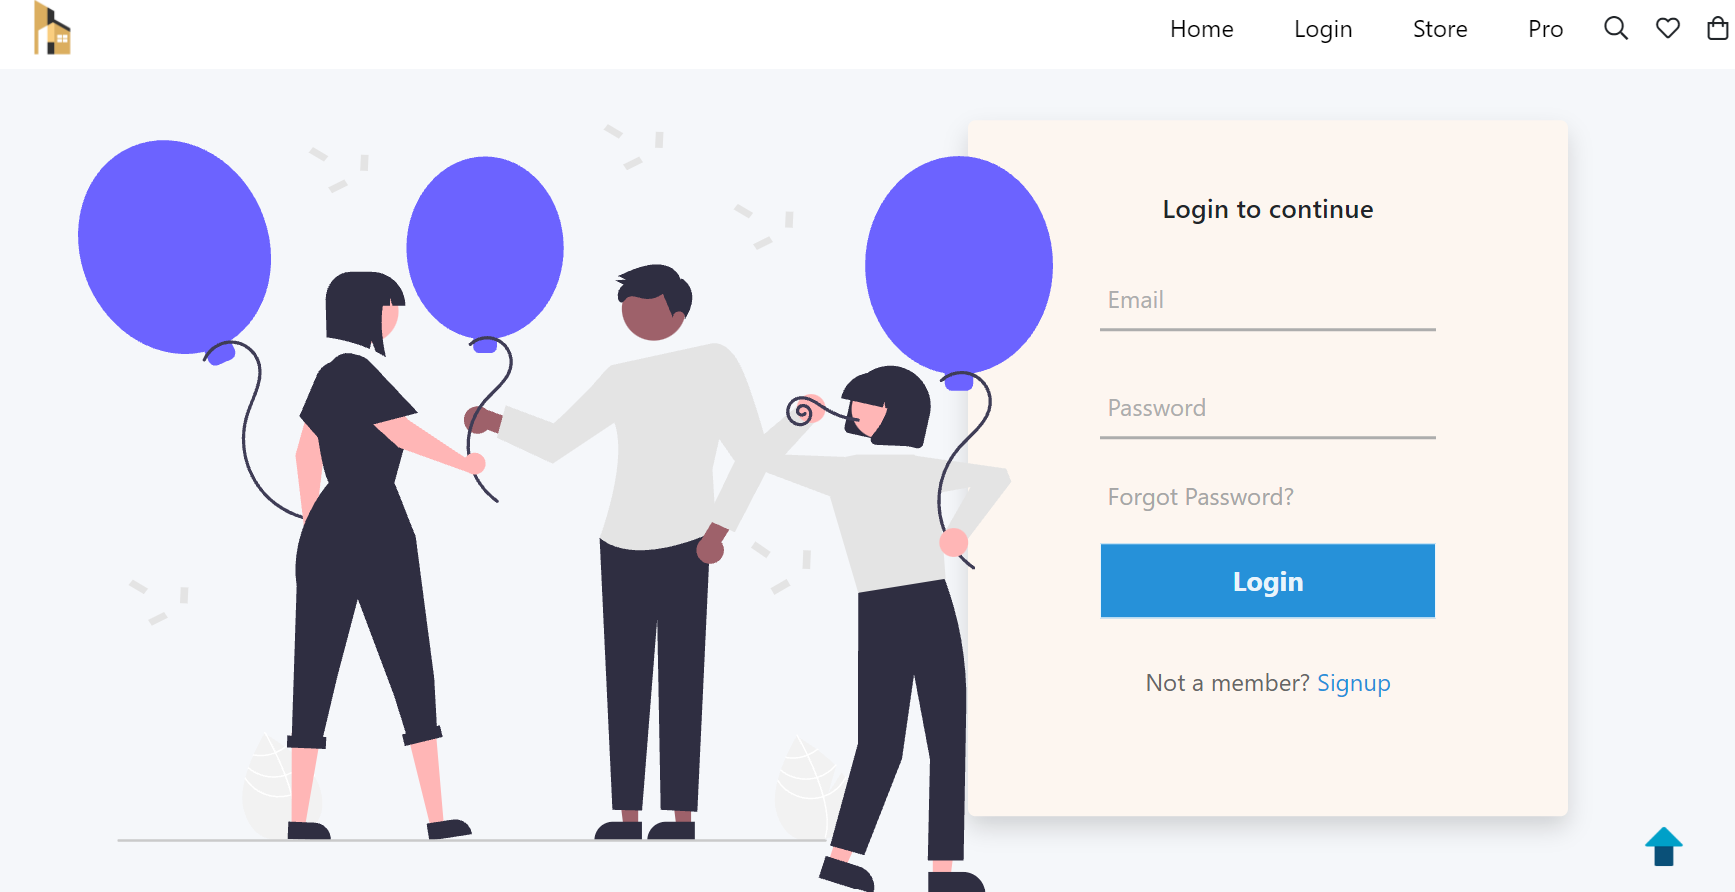 Home Login Store Pro
Login to continue
Email
Password
Forgot Password?
Login
Not a member? Signup